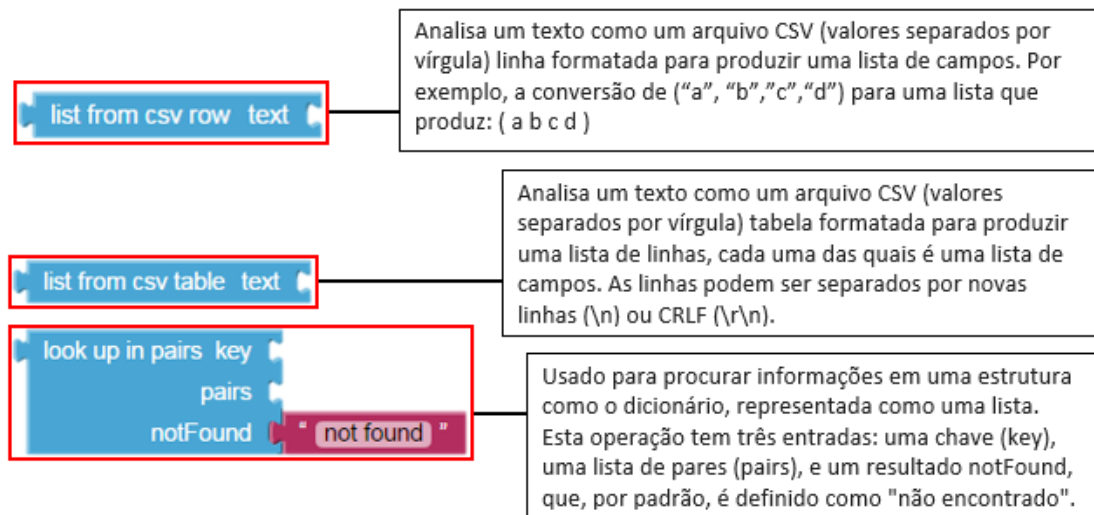 Analisa um texto como um arquivo CSV (valores separados por
vírgula) linha formatada para produzir uma lista de campos. Por
exemplo, a conversão de (“a”, “b”,”c”,“d”) para uma lista que
produz: ( a b c d )
list from csv row text
Analisa um texto como um arquivo CSV (valores
separados por vírgula) tabela formatada para produzir
uma lista de linhas, cada uma das quais é uma lista de
campos. As linhas podem ser separados por novas
linhas (\n) ou CRLF (\r\n).
list from csv table text
look up in pairs key
pairs
notFound “ not found ”
Usado para procurar informações em uma estrutura
como o dicionário, representada como uma lista.
Esta operação tem três entradas: uma chave (key),
uma lista de pares (pairs), e um resultado notFound,
que, por padrão, é definido como "não encontrado".